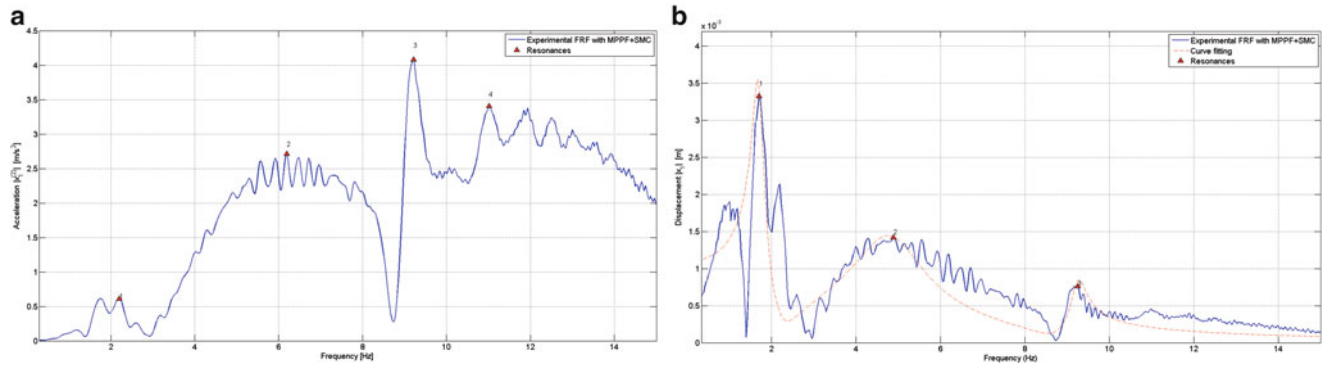 a
4.5
4
3.5
3
2.5
2
1.5
1
0.5
0
2
4
6
8
10
12
14
Acceleration
[m/s²]
Frequency [Hz]
Experimental FRF with MPPF+SMC
Resonances
2
3
4
b
4
3.5
3
2.5
2
1.5
1
0.5
0
2
4
6
8
10
12
14
Frequency (Hz)
Experimental FRF with MPPF+SMC
Curve fitting
Resonances
1
2
Displacement
[m]